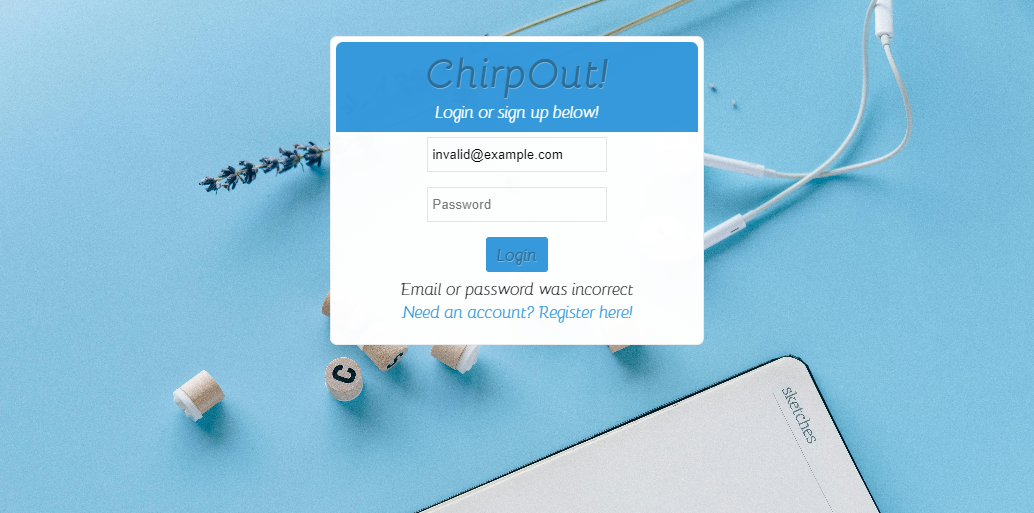 ChirpOut!
Login or sign up below!
invalid@example.com
Password
Login
Email or password was incorrect
Need an account? Register here!
C
sketches